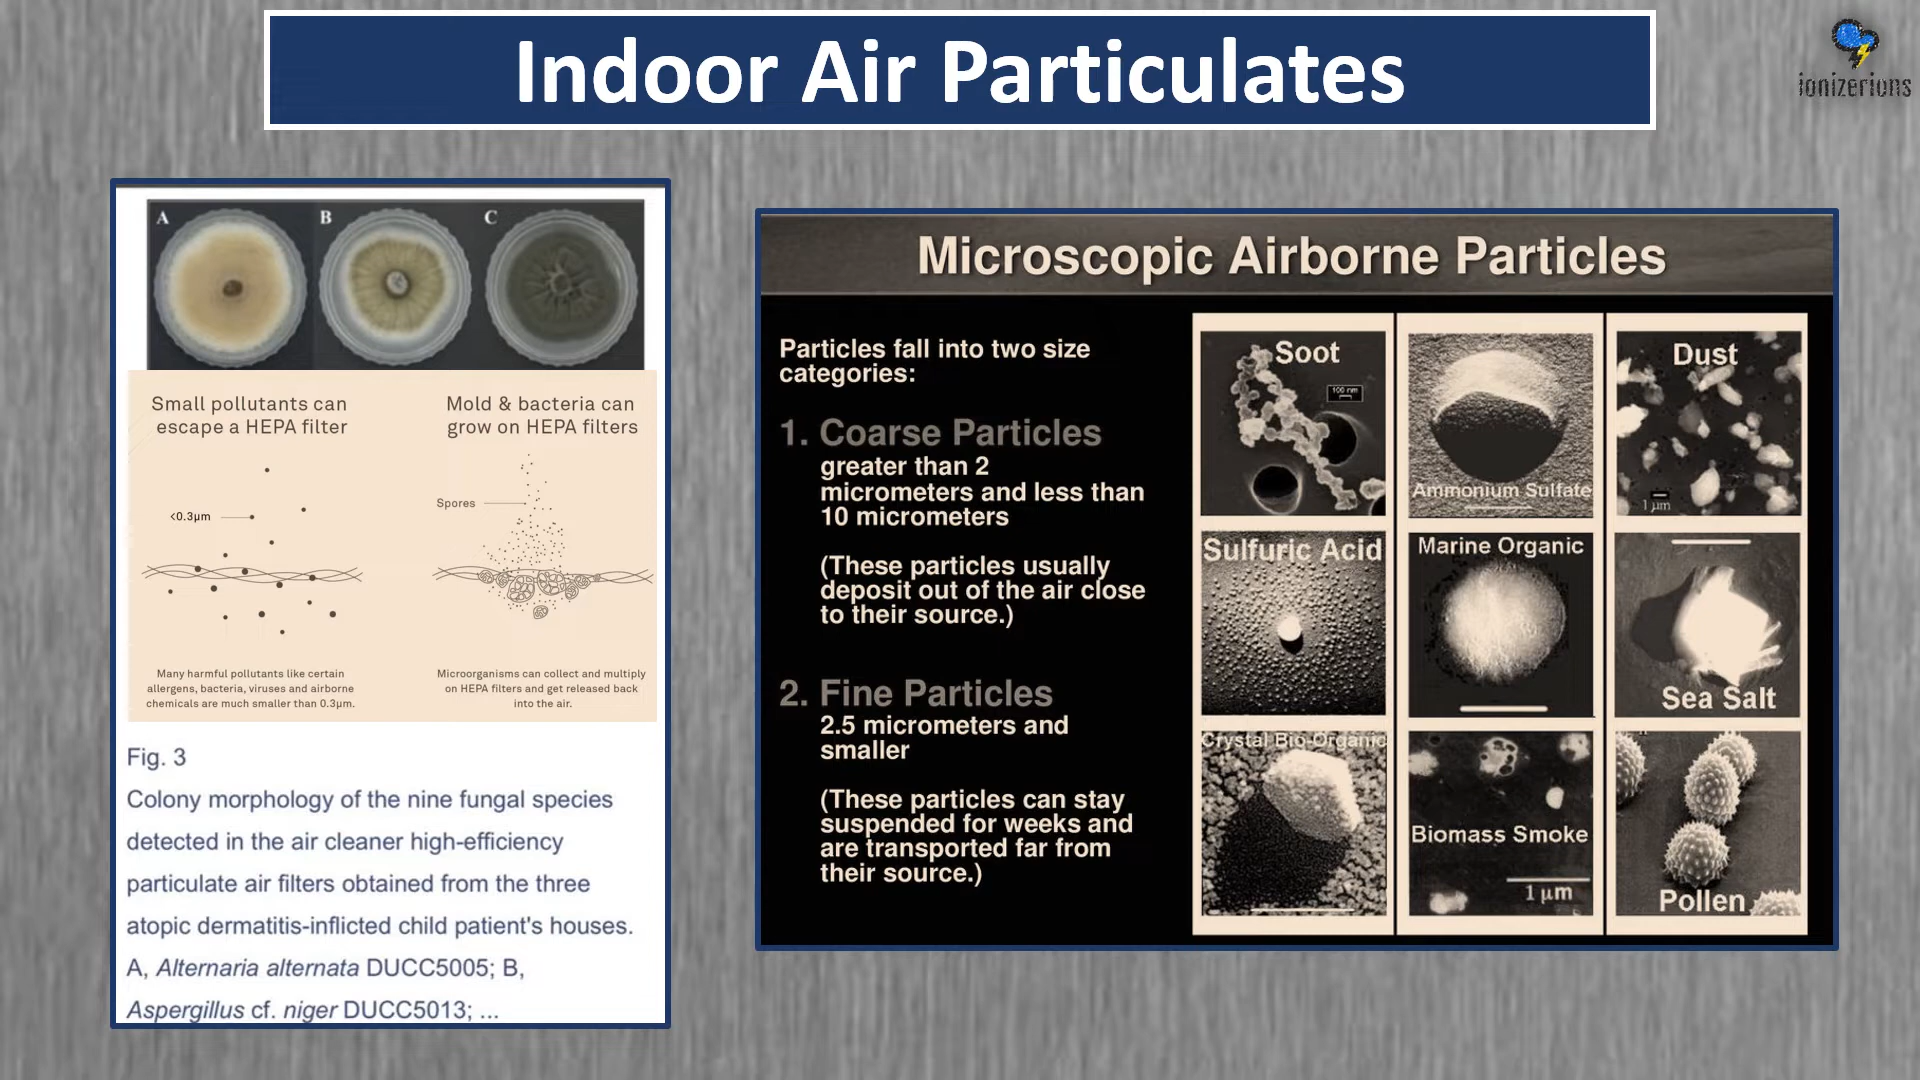 Indoor Air Particulates
ionizerions
A
B
C
Small pollutants can
escape a HEPA filter
<0.3µm
Many harmful pollutants like certain
allergens, bacteria, viruses and airborne
chemicals are much smaller than 0.3µm.
Mold & bacteria can
grow on HEPA filters
Spores
Microorganisms can collect and multiply
on HEPA filters and get released back
into the air.
Fig. 3
Colony morphology of the nine fungal species
detected in the air cleaner high-efficiency
particulate air filters obtained from the three
atopic dermatitis-inflicted child patient's houses.
A, Alternaria alternata DUCC5005; B,
Aspergillus cf. niger DUCC5013; ...
Microscopic Airborne Particles
Particles fall into two size
categories:
1. Coarse Particles
greater than 2
micrometers and less than
10 micrometers
(These particles usually
deposit out of the air close
to their source.)
2. Fine Particles
2.5 micrometers and
smaller
(These particles can stay
suspended for weeks and
are transported far from
their source.)
Soot
100 nm
Ammonium Sulfate
Dust
1 µm
Sulfuric Acid
Marine Organic
Sea Salt
Crystal Bio-Organic
Biomass Smoke
1 µm
Pollen